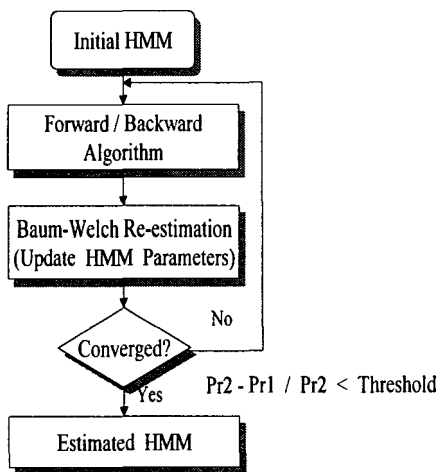 Initial HMM
Forward / Backward
Algorithm
Baum-Welch Re-estimation
(Update HMM Parameters)
No
Converged?
Pr2 - Pr1 / Pr2 < Threshold
Yes
Estimated HMM